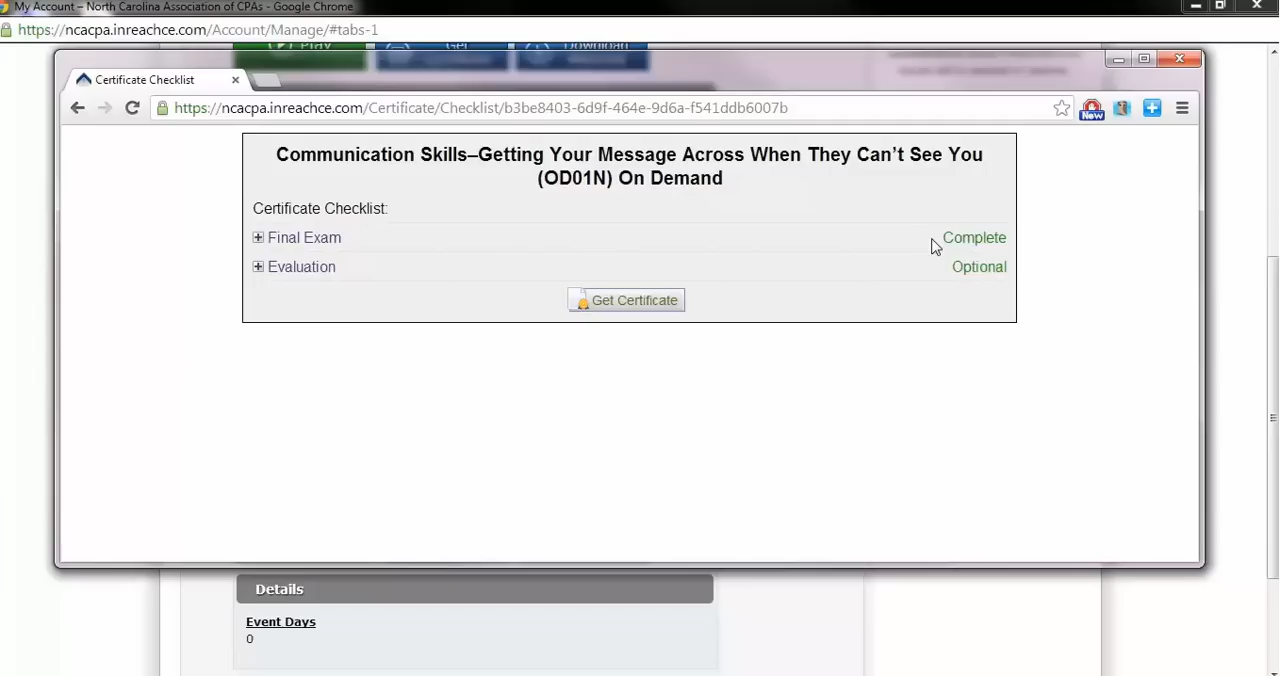 My Account – North Carolina Association of CPAs - Google Chrome
https://ncacpa.inreachce.com/Account/Manage/#tabs-1
Play Get Download
Certificate Checklist
https://ncacpa.inreachce.com/Certificate/Checklist/b3be8403-6d9f-464e-9d6a-f541ddb6007b
New
Communication Skills–Getting Your Message Across When They Can't See You
(OD01N) On Demand
Certificate Checklist:
Final Exam Complete
Evaluation Optional
Get Certificate
Details
Event Days
0